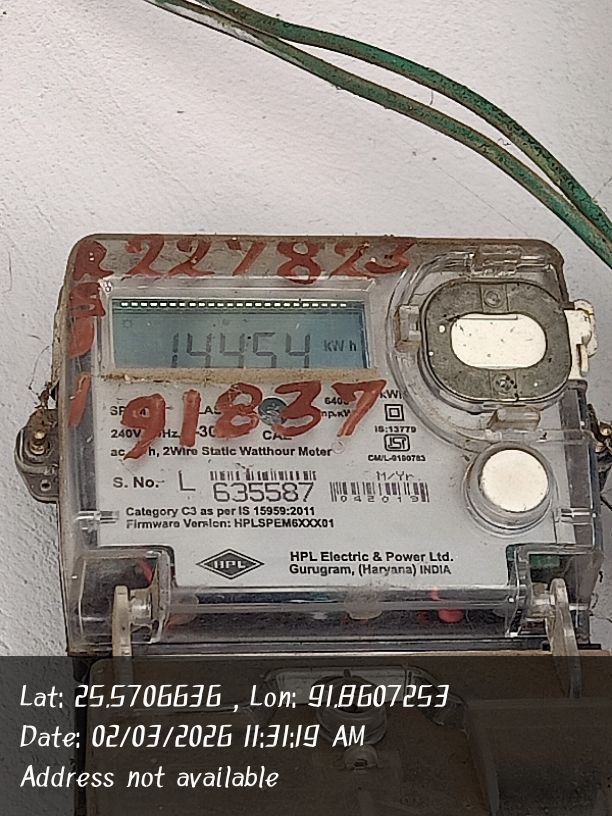 R227823
14454 kWh
91837
240V
ac
, 2Wire Static Watthour Meter
IS:13779
CM/L-9180783
S. No. L 635587
M/Yr
042019
Category C3 as per IS 15959:2011
Firmware Version: HPLSPEM6XXX01
HPL
HPL Electric & Power Ltd.
Gurugram, (Haryana) INDIA
Lat: 25.5706636 , Lon: 91.8607253
Date: 02/03/2026 11:31:19 AM
Address not available